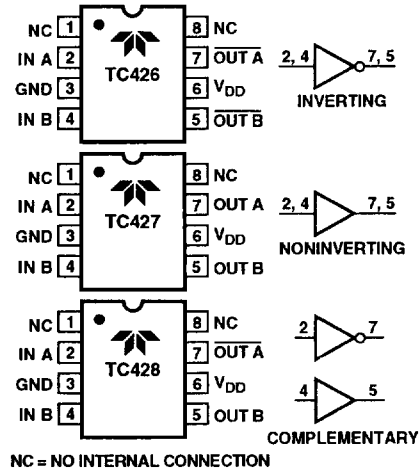 NC 1 8 NC 2, 4 7, 5
IN A 2 7 OUT A
TC426
GND 3 6 VDD
INVERTING
IN B 4 5 OUT B
NC 1 8 NC
IN A 2 7 OUT A 2, 4 7, 5
TC427
GND 3 6 VDD
NONINVERTING
IN B 4 5 OUT B
NC 1 8 NC 2 7
IN A 2 7 OUT A
TC428
GND 3 6 VDD
IN B 4 5 OUT B 4 5
COMPLEMENTARY
NC = NO INTERNAL CONNECTION